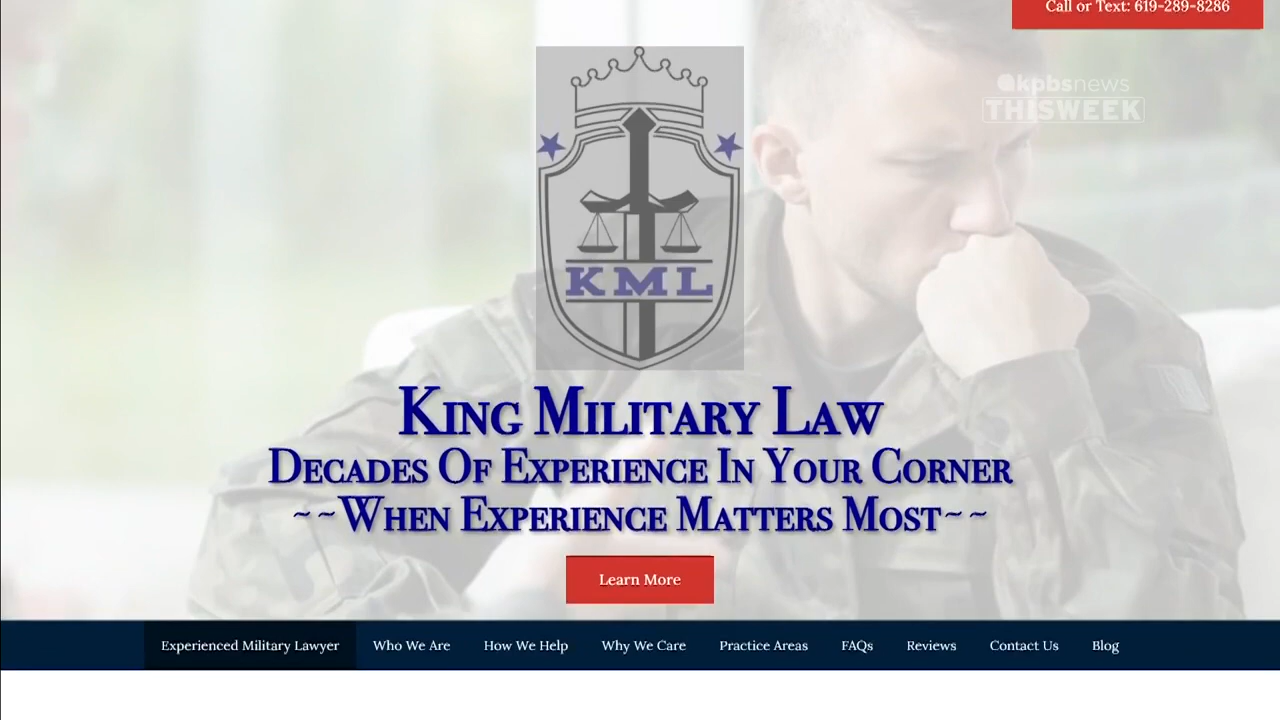 Call or Text: 619-289-8286
kpbsnews
THISWEEK
KML
King Military Law
Decades Of Experience In Your Corner
~~When Experience Matters Most~~
Learn More
Experienced Military Lawyer Who We Are How We Help Why We Care Practice Areas FAQs Reviews Contact Us Blog